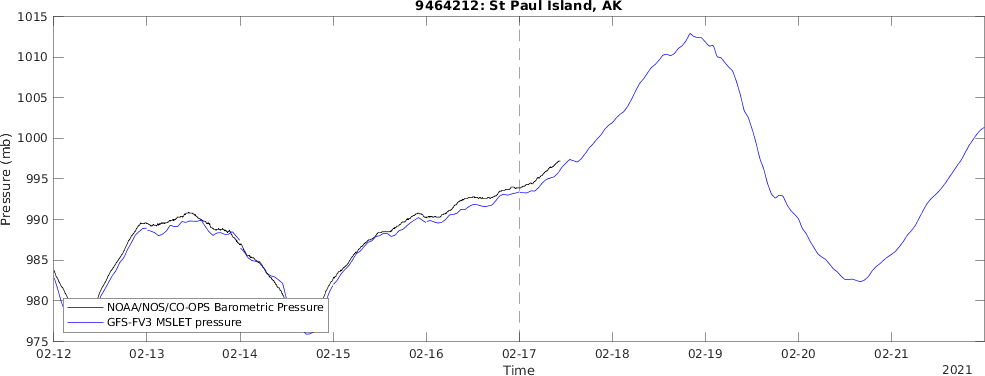 9464212: St Paul Island, AK
Pressure (mb)
1015
1010
1005
1000
995
990
985
980
975
NOAA/NOS/CO-OPS Barometric Pressure
GFS-FV3 MSLET pressure
02-12 02-13 02-14 02-15 02-16 02-17 02-18 02-19 02-20 02-21
Time
2021